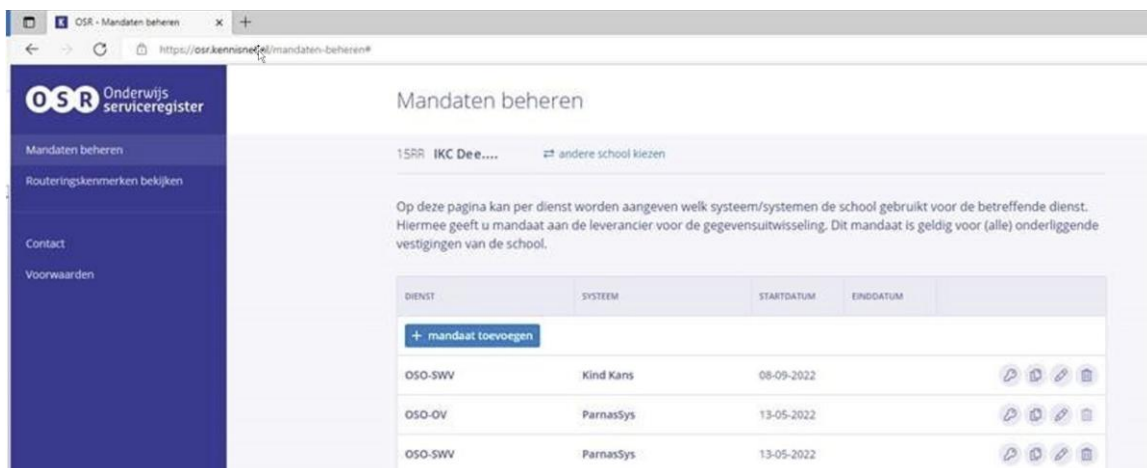 OSR - Mandaten beheren
https://osr.kennisnet.nl/mandaten-beheren#
OSR Onderwijs
serviceregister
Mandaten beheren
Routeringskenmerken bekijken
Contact
Voorwaarden
Mandaten beheren
15RR IKC Dee.... andere school kiezen
Op deze pagina kan per dienst worden aangeven welk systeem/systemen de school gebruikt voor de betreffende dienst.
Hiermee geeft u mandaat aan de leverancier voor de gegevensuitwisseling. Dit mandaat is geldig voor (alle) onderliggende
vestigingen van de school.
DIENST SYSTEEM STARTDATUM EINDDATUM
+ mandaat toevoegen
OSO-SWV Kind Kans 08-09-2022
OSO-OV ParnasSys 13-05-2022
OSO-SWV ParnasSys 13-05-2022